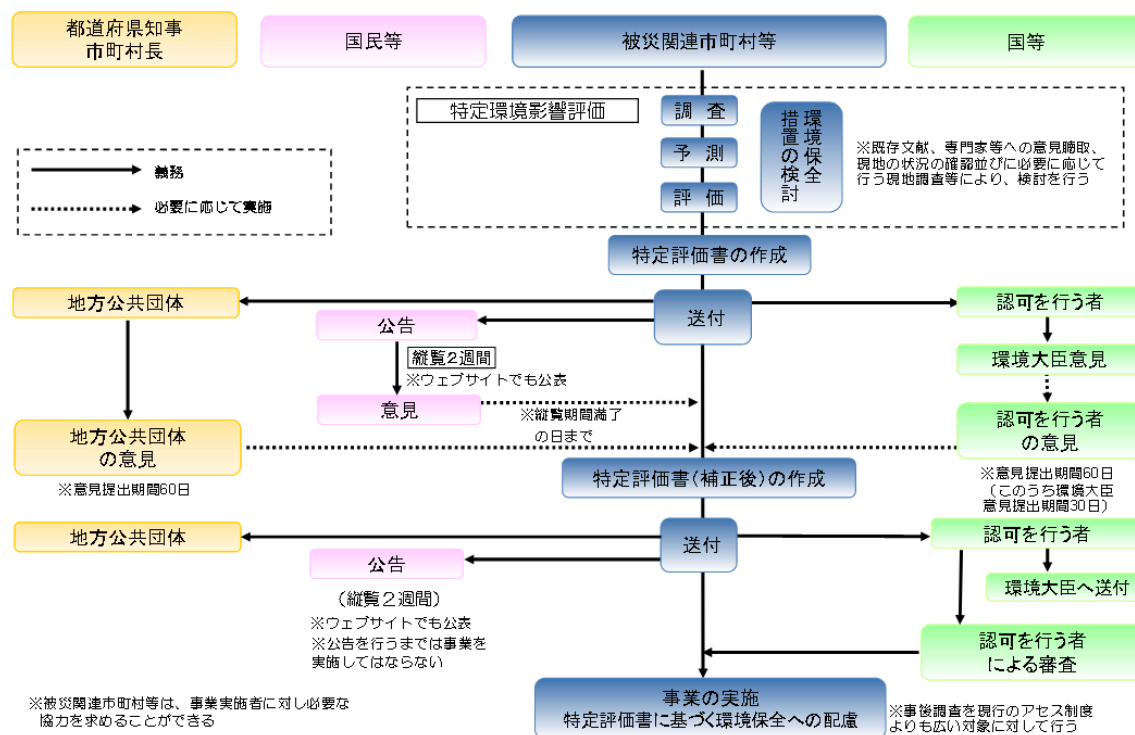 都道府県知事
市町村長
国民等
被災関連市町村等
国等
特定環境影響評価
調査
予測
評価
環境保全
措置の検討
※既存文献、専門家等への意見聴取、
現地の状況の確認並びに必要に応じて
行う現地調査等により、検討を行う
義務
必要に応じて実施
特定評価書の作成
地方公共団体
送付
認可を行う者
公告
縦覧2週間
※ウェブサイトでも公表
環境大臣意見
意見
※縦覧期間満了
の日まで
地方公共団体
の意見
認可を行う者
の意見
※意見提出期間60日
特定評価書(補正後)の作成
※意見提出期間60日
(このうち環境大臣
意見提出期間30日)
地方公共団体
送付
認可を行う者
公告
(縦覧2週間)
※ウェブサイトでも公表
※公告を行うまでは事業を
実施してはならない
環境大臣へ送付
認可を行う者
による審査
※被災関連市町村等は、事業実施者に対し必要な
協力を求めることができる
事業の実施
特定評価書に基づく環境保全への配慮
※事後調査を現行のアセス制度
よりも広い対象に対して行う